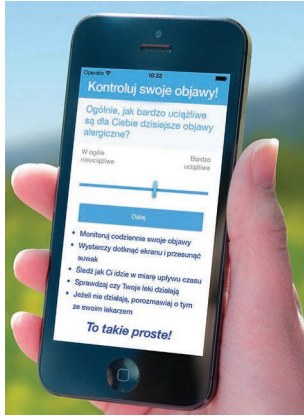 Operator 10:32
Kontroluj swoje objawy!
Ogólnie, jak bardzo uciążliwe
są dla Ciebie dzisiejsze objawy
alergiczne?
W ogóle
nieuciążliwe
Bardzo
uciążliwe
Dalej
• Monitoruj codziennie swoje objawy
• Wystarczy dotknąć ekranu i przesunąć
suwak
• Śledź jak Ci idzie w miarę upływu czasu
• Sprawdzaj czy Twoje leki działają
• Jeżeli nie działają, porozmawiaj o tym
ze swoim lekarzem
To takie proste!